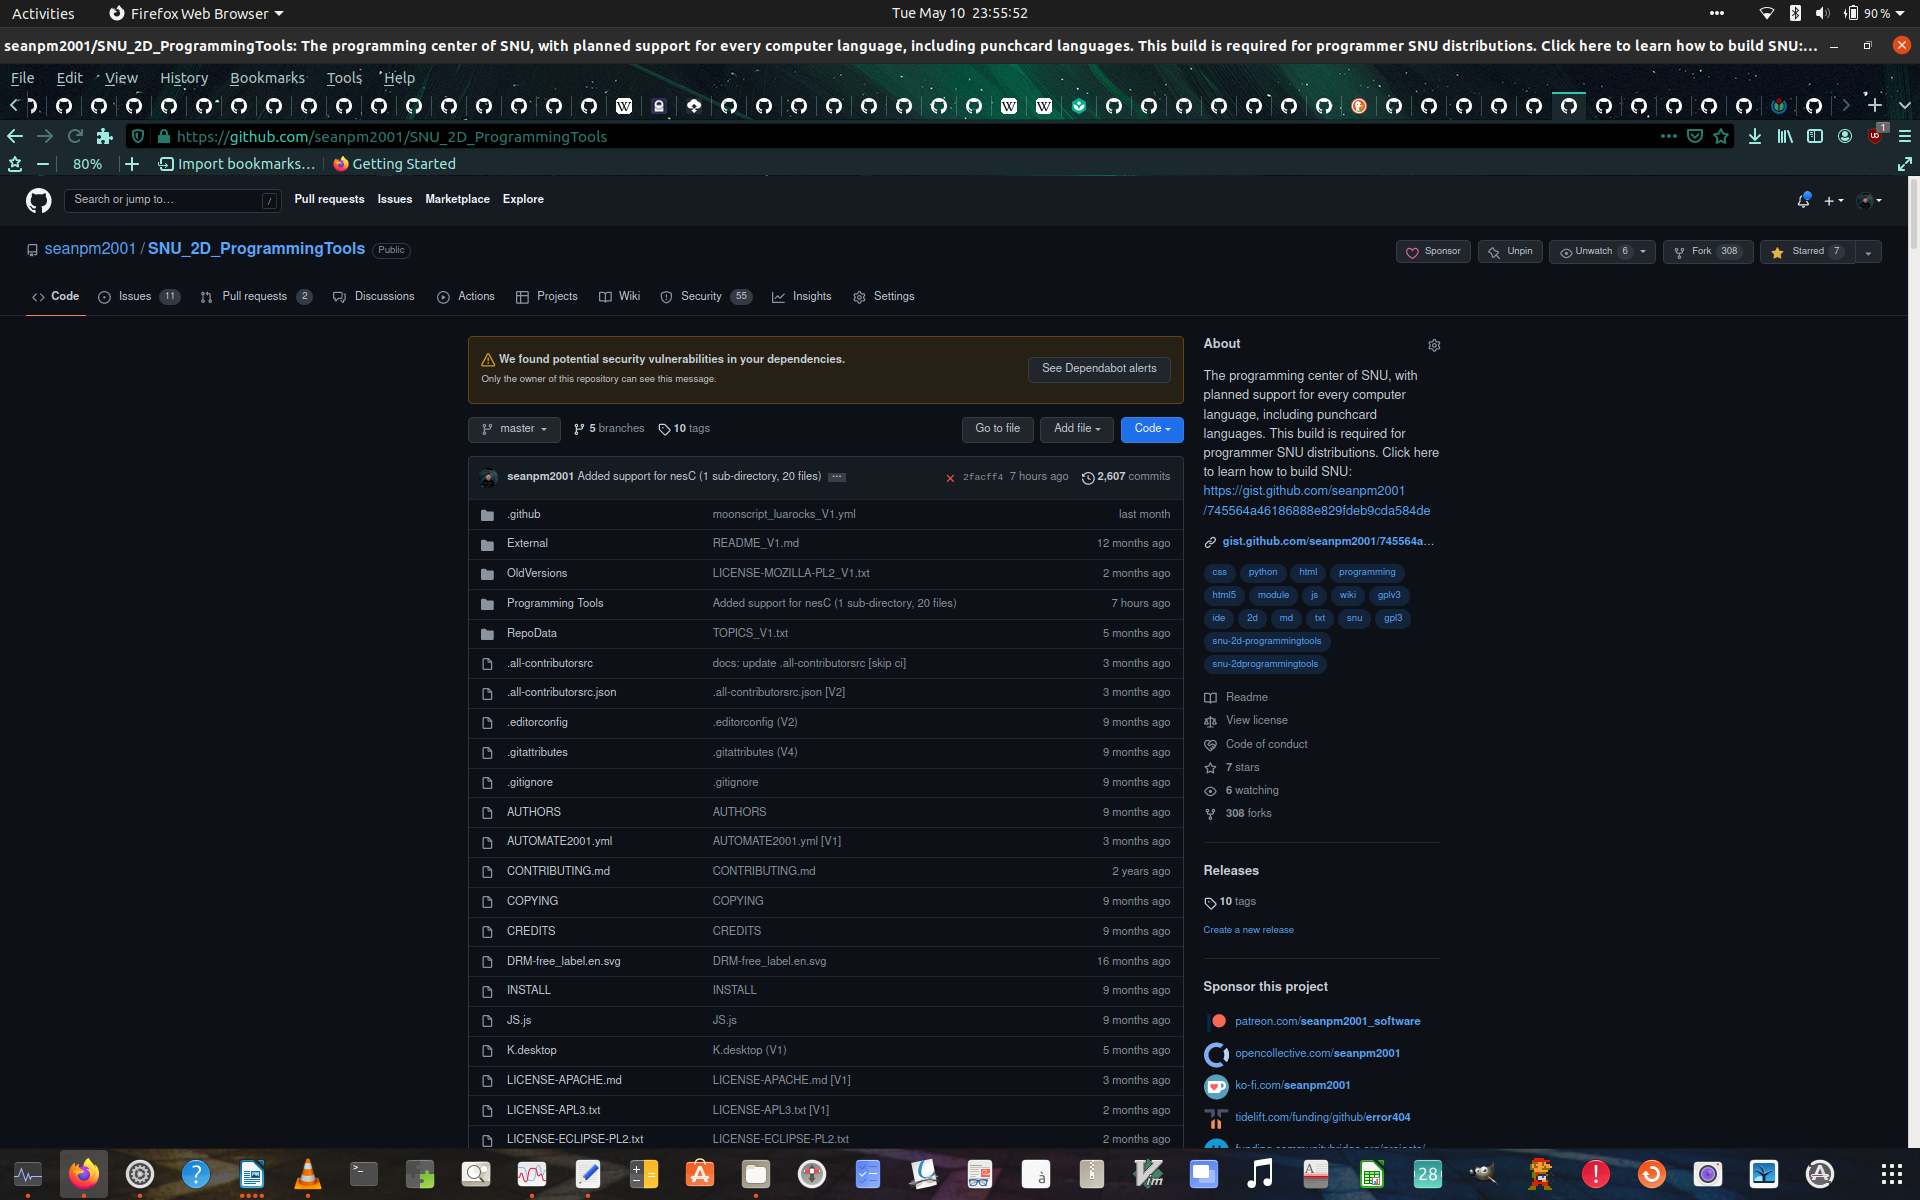 Activities
Firefox Web Browser
Tue May 10 23:55:52
90 %
seanpm2001/SNU_2D_ProgrammingTools: The programming center of SNU, with planned support for every computer language, including punchcard languages. This build is required for programmer SNU distributions. Click here to learn how to build SNU:…
File Edit View History Bookmarks Tools Help
https://github.com/seanpm2001/SNU_2D_ProgrammingTools
1
80%
Import bookmarks…
Getting Started
Search or jump to…
/
Pull requests Issues Marketplace Explore
seanpm2001 / SNU_2D_ProgrammingTools Public
Sponsor
Unpin
Unwatch 6
Fork 308
Starred 7
Code
Issues 11
Pull requests 2
Discussions
Actions
Projects
Wiki
Security 55
Insights
Settings
We found potential security vulnerabilities in your dependencies.
Only the owner of this repository can see this message.
See Dependabot alerts
master
5 branches
10 tags
Go to file
Add file
Code
seanpm2001 Added support for nesC (1 sub-directory, 20 files)
2facff4 7 hours ago
2,607 commits
.github moonscript_luarocks_V1.yml last month
External README_V1.md 12 months ago
OldVersions LICENSE-MOZILLA-PL2_V1.txt 2 months ago
Programming Tools Added support for nesC (1 sub-directory, 20 files) 7 hours ago
RepoData TOPICS_V1.txt 5 months ago
.all-contributorsrc docs: update .all-contributorsrc [skip ci] 3 months ago
.all-contributorsrc.json .all-contributorsrc.json [V2] 3 months ago
.editorconfig .editorconfig (V2) 9 months ago
.gitattributes .gitattributes (V4) 9 months ago
.gitignore .gitignore 9 months ago
AUTHORS AUTHORS 9 months ago
AUTOMATE2001.yml AUTOMATE2001.yml [V1] 3 months ago
CONTRIBUTING.md CONTRIBUTING.md 2 years ago
COPYING COPYING 9 months ago
CREDITS CREDITS 9 months ago
DRM-free_label.en.svg DRM-free_label.en.svg 16 months ago
INSTALL INSTALL 9 months ago
JS.js JS.js 9 months ago
K.desktop K.desktop (V1) 5 months ago
LICENSE-APACHE.md LICENSE-APACHE.md [V1] 3 months ago
LICENSE-APL3.txt LICENSE-APL3.txt [V1] 2 months ago
LICENSE-ECLIPSE-PL2.txt LICENSE-ECLIPSE-PL2.txt 2 months ago
About
The programming center of SNU, with
planned support for every computer
language, including punchcard
languages. This build is required for
programmer SNU distributions. Click here
to learn how to build SNU:
https://gist.github.com/seanpm2001
/745564a46186888e829fdeb9cda584de
gist.github.com/seanpm2001/745564a…
css python html programming
html5 module js wiki gplv3
ide 2d md txt snu gpl3
snu-2d-programmingtools
snu-2dprogrammingtools
Readme
View license
Code of conduct
7 stars
6 watching
308 forks
Releases
10 tags
Create a new release
Sponsor this project
patreon.com/seanpm2001_software
opencollective.com/seanpm2001
ko-fi.com/seanpm2001
tidelift.com/funding/github/error404
28